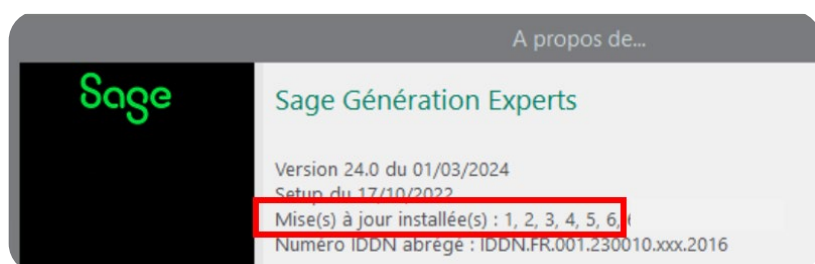 A propos de...
Sage
Sage Génération Experts
Version 24.0 du 01/03/2024
Setup du 17/10/2022
Mise(s) à jour installée(s) : 1, 2, 3, 4, 5, 6,
Numéro IDDN abrégé : IDDN.FR.001.230010.xxx.2016